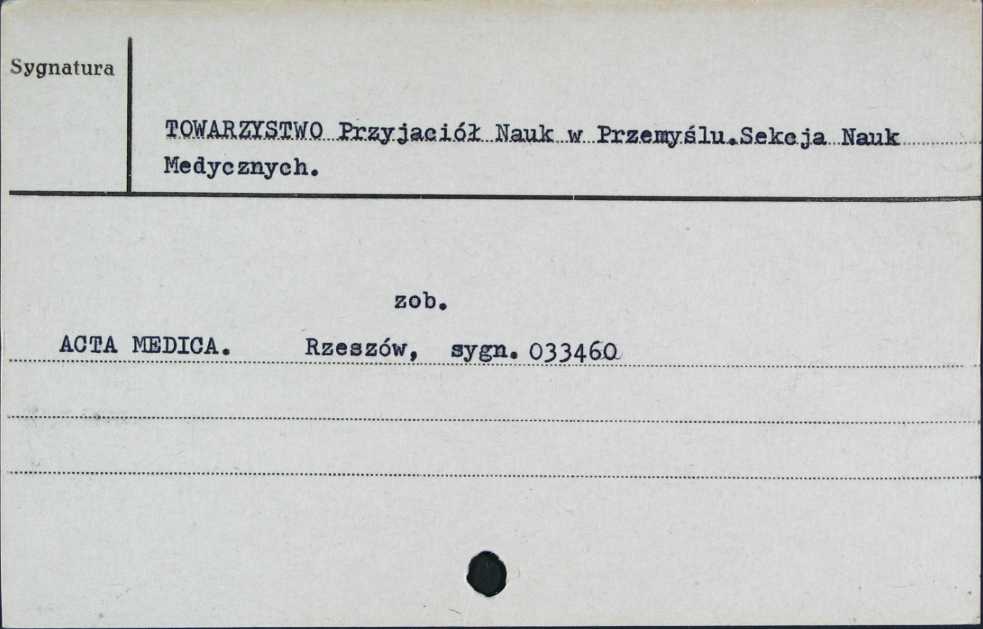 Sygnatura
TOWARZYSTWO Przyjaciół Nauk w Przemyślu.Sekcja Nauk
Medycznych.
zob.
ACTA MEDICA. Rzeszów, sygn. 033460